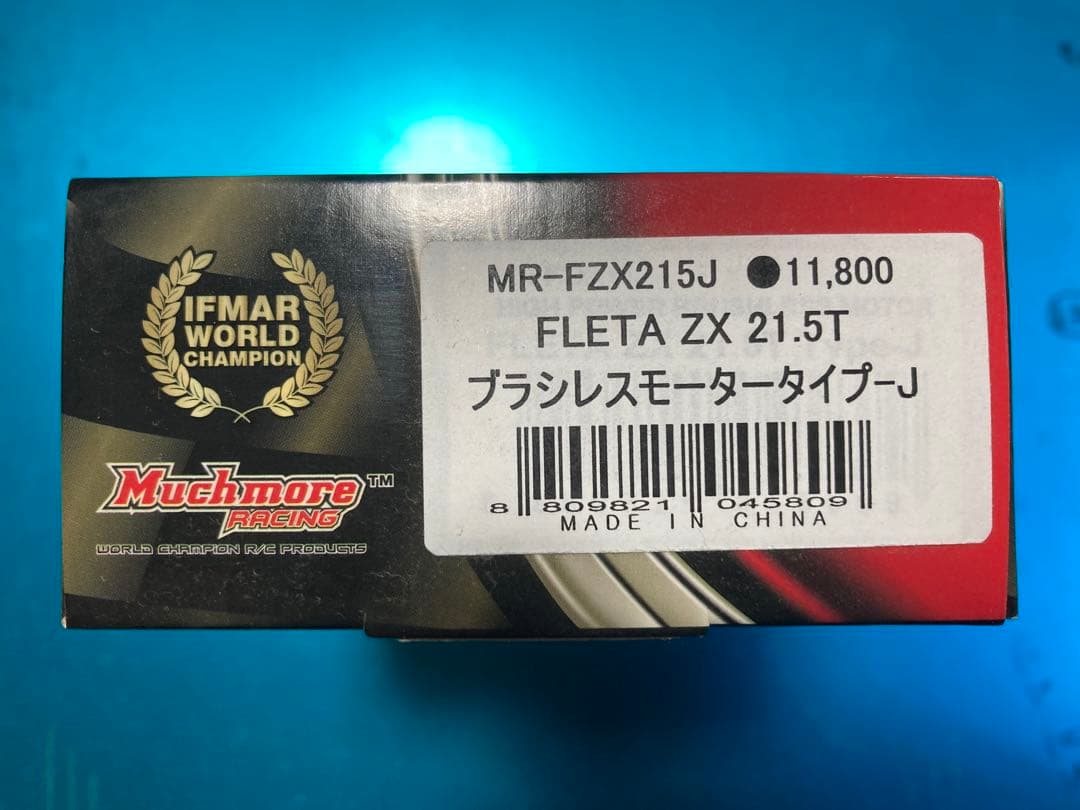 IFMAR
WORLD
CHAMPION
Muchmore™
RACING
WORLD CHAMPION R/C PRODUCTS
MR-FZX215J ●11,800
FLETA ZX 21.5T
ブラシレスモータータイプ-J
8 809821 045809
MADE IN CHINA